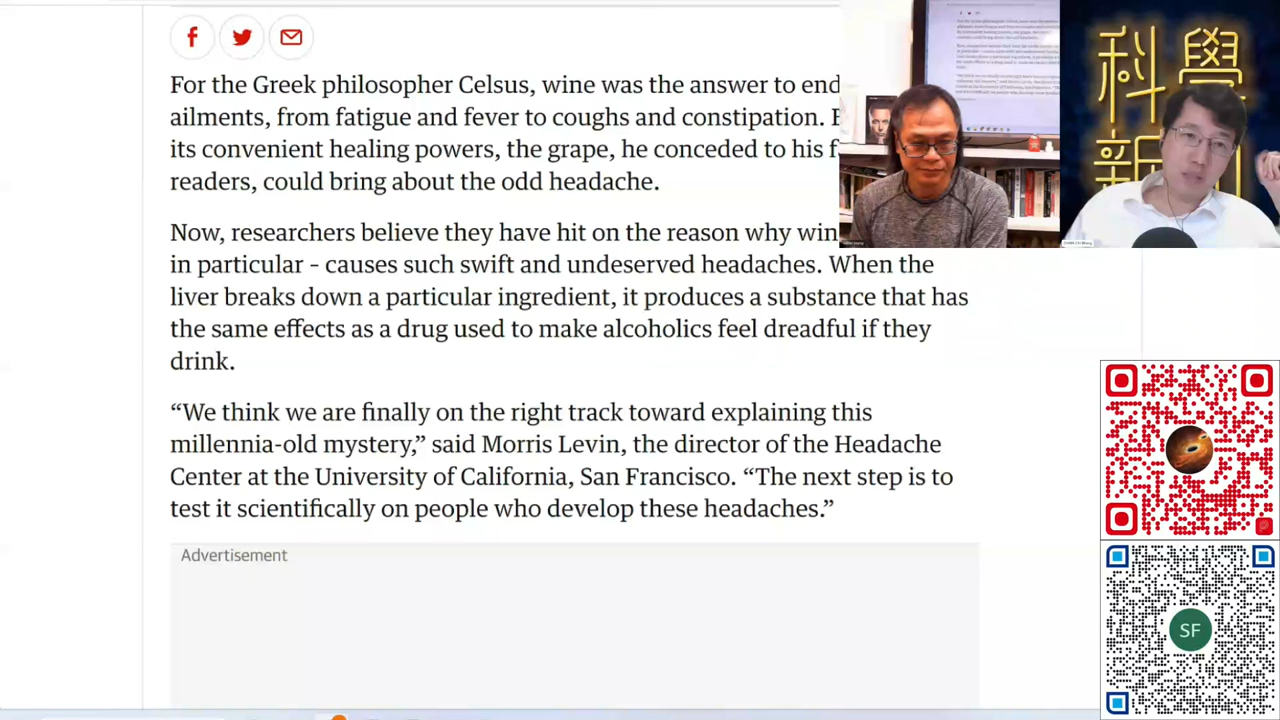 For the Greek philosopher Celsus, wine was the answer to end
ailments, from fatigue and fever to coughs and constipation.
its convenient healing powers, the grape, he conceded to his
readers, could bring about the odd headache.
Now, researchers believe they have hit on the reason why win
in particular – causes such swift and undeserved headaches. When the
liver breaks down a particular ingredient, it produces a substance that has
the same effects as a drug used to make alcoholics feel dreadful if they
drink.
“We think we are finally on the right track toward explaining this
millennia-old mystery,” said Morris Levin, the director of the Headache
Center at the University of California, San Francisco. “The next step is to
test it scientifically on people who develop these headaches.”
Advertisement
科學
新
SF